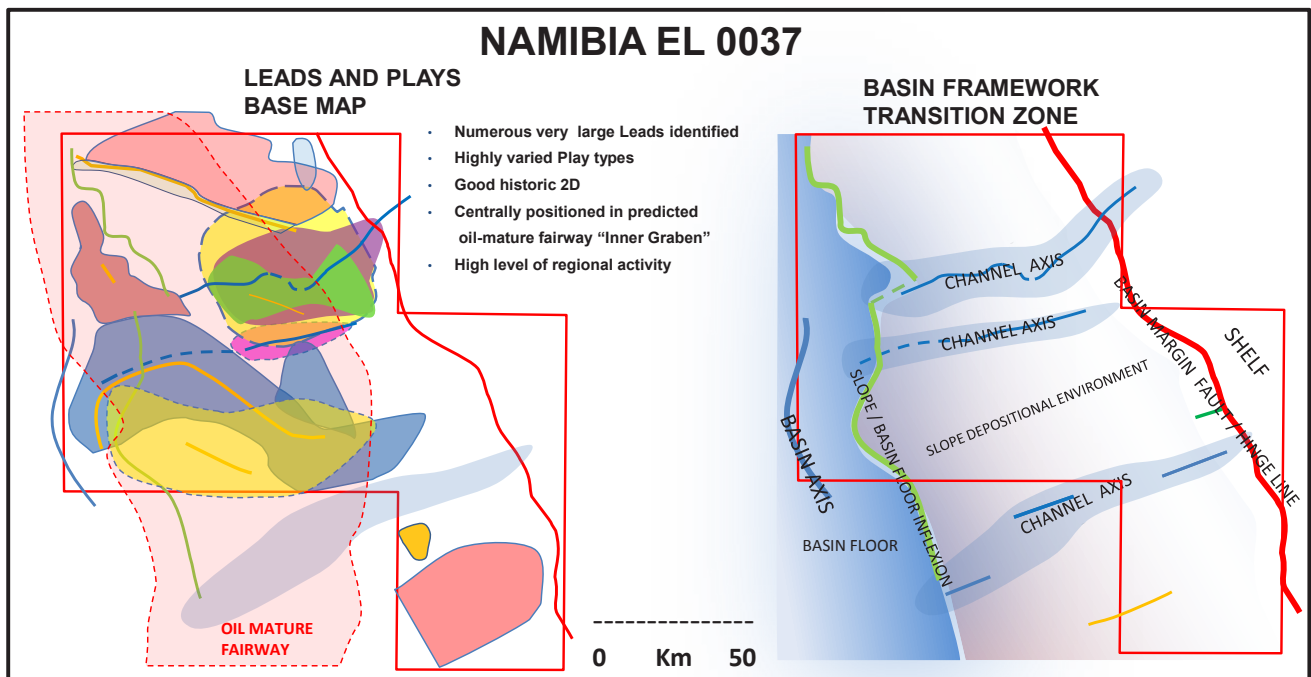 NAMIBIA EL 0037
LEADS AND PLAYS
BASE MAP
• Numerous very large Leads identified
• Highly varied Play types
• Good historic 2D
• Centrally positioned in predicted
oil-mature fairway “Inner Graben”
• High level of regional activity
OIL MATURE
FAIRWAY
0 Km 50
BASIN FRAMEWORK
TRANSITION ZONE
CHANNEL AXIS
CHANNEL AXIS
BASIN MARGIN FAULT / HINGE LINE
SHELF
SLOPE DEPOSITIONAL ENVIRONMENT
SLOPE / BASIN FLOOR INFLEXION
BASIN AXIS
CHANNEL AXIS
BASIN FLOOR